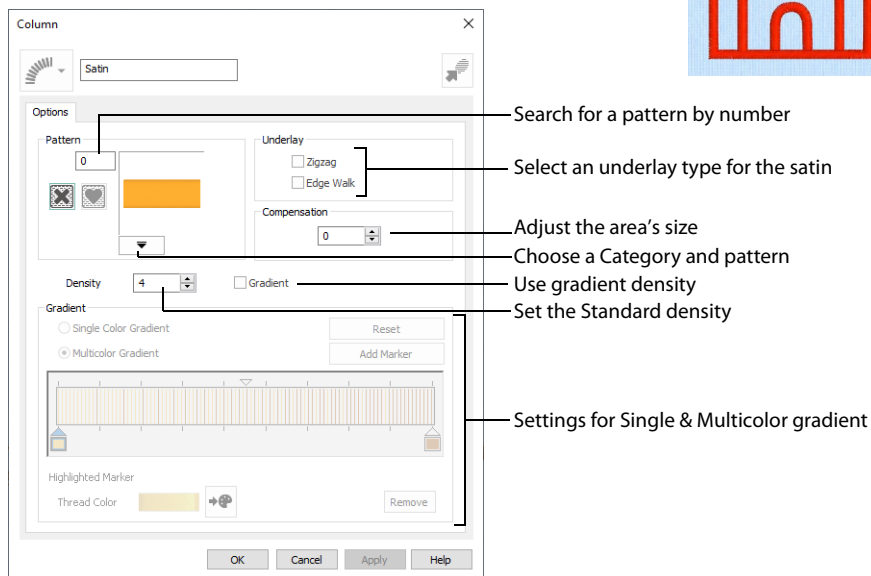 Column
Satin
Options
Search for a pattern by number
Pattern
Underlay
0
Zigzag
Select an underlay type for the satin
Edge Walk
Compensation
0
Adjust the area's size
Choose a Category and pattern
Density
4
Gradient
Use gradient density
Set the Standard density
Gradient
Single Color Gradient
Reset
Multicolor Gradient
Add Marker
Settings for Single & Multicolor gradient
Highlighted Marker
Thread Color
Remove
OK
Cancel
Apply
Help